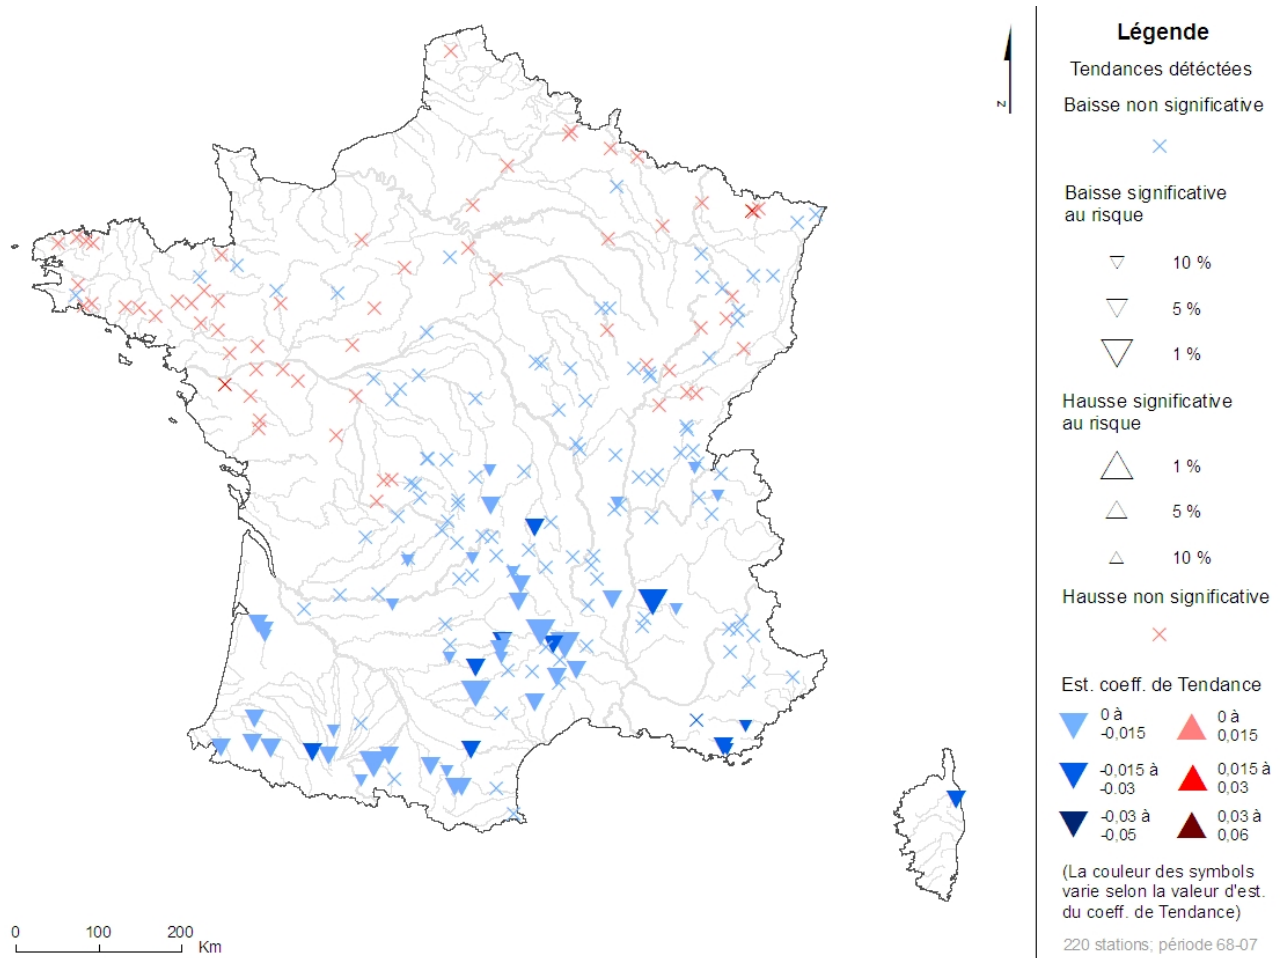 Légende
Tendances détéctées
Baisse non significative
Baisse significative
au risque
10 %
5 %
1 %
Hausse significative
au risque
1 %
5 %
10 %
Hausse non significative
Est. coeff. de Tendance
0 à
-0,015
0 à
0,015
-0,015 à
-0.03
0,015 à
0,03
-0,03 à
-0,05
0,03 à
0,06
(La couleur des symbols
varie selon la valeur d'est.
du coeff. de Tendance)
220 stations; période 68-07
N
0 100 200
Km